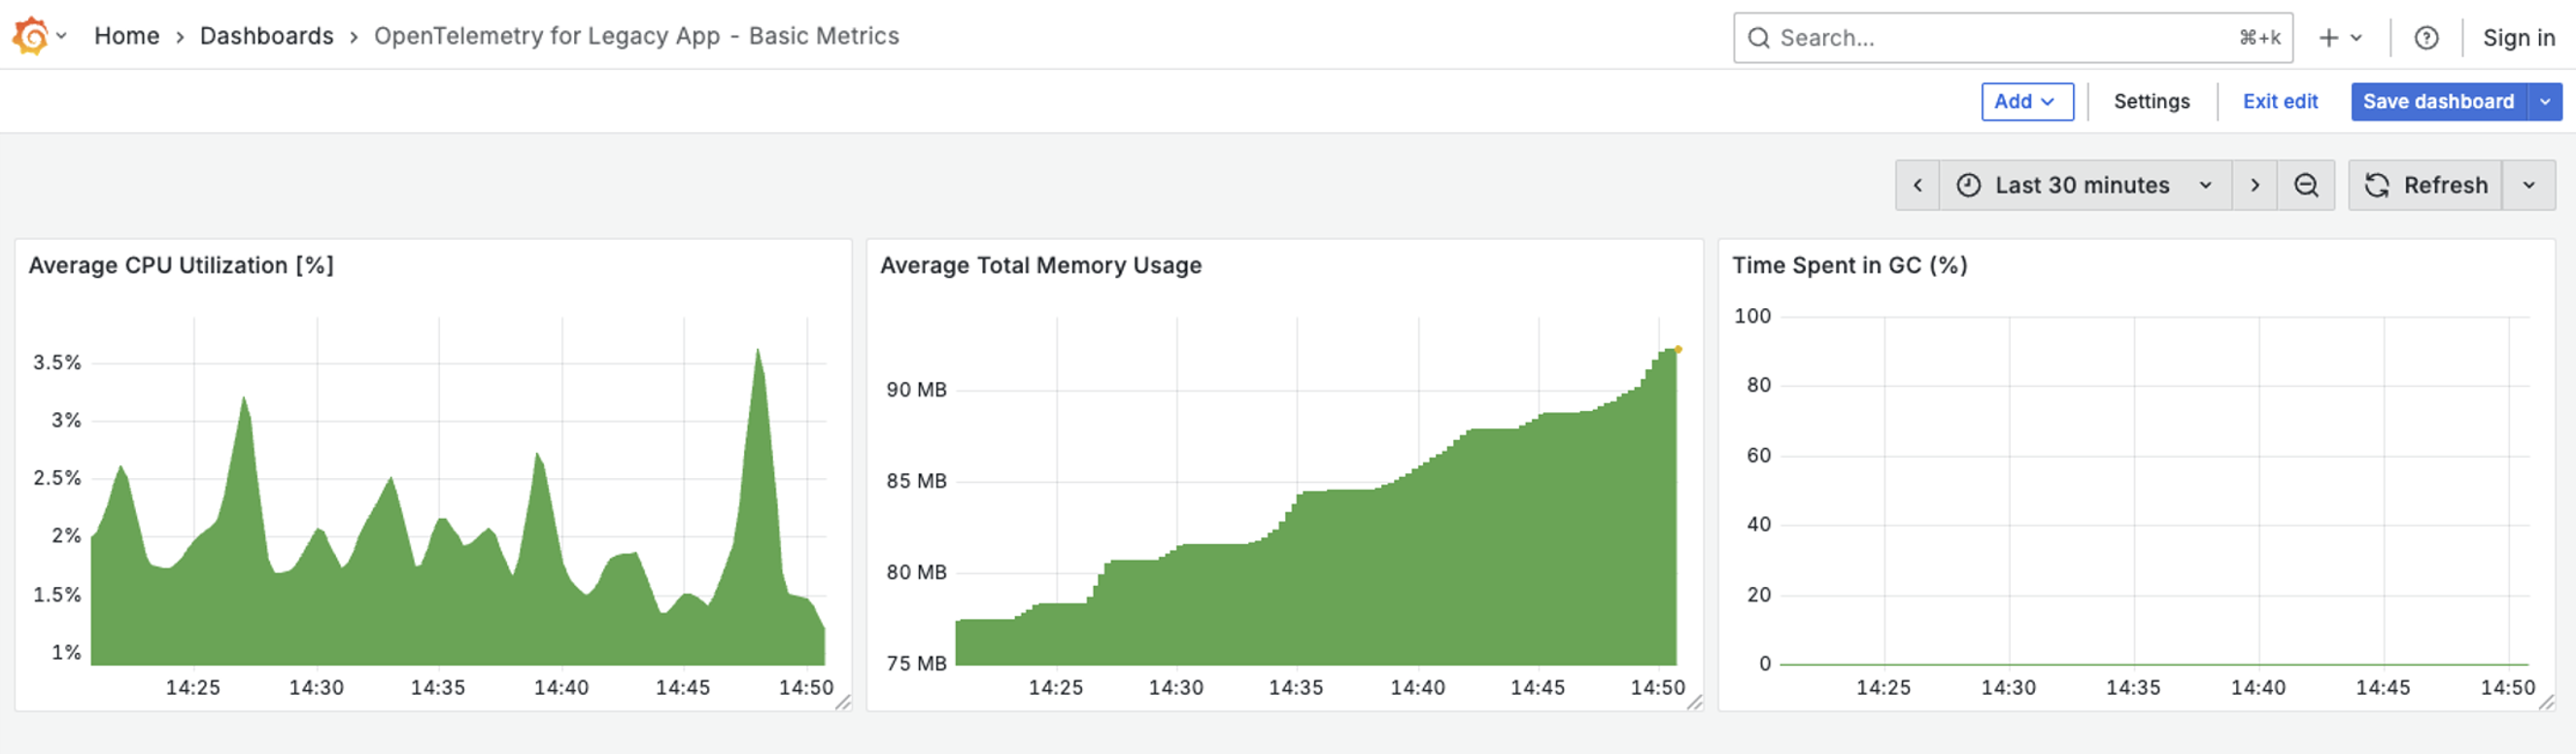 Home › Dashboards › OpenTelemetry for Legacy App - Basic Metrics
Search...
⌘+k
Sign in
Add
Settings
Exit edit
Save dashboard
Last 30 minutes
Refresh
Average CPU Utilization [%]
3.5%
3%
2.5%
2%
1.5%
1%
14:25 14:30 14:35 14:40 14:45 14:50
Average Total Memory Usage
90 MB
85 MB
80 MB
75 MB
14:25 14:30 14:35 14:40 14:45 14:50
Time Spent in GC (%)
100
80
60
40
20
0
14:25 14:30 14:35 14:40 14:45 14:50